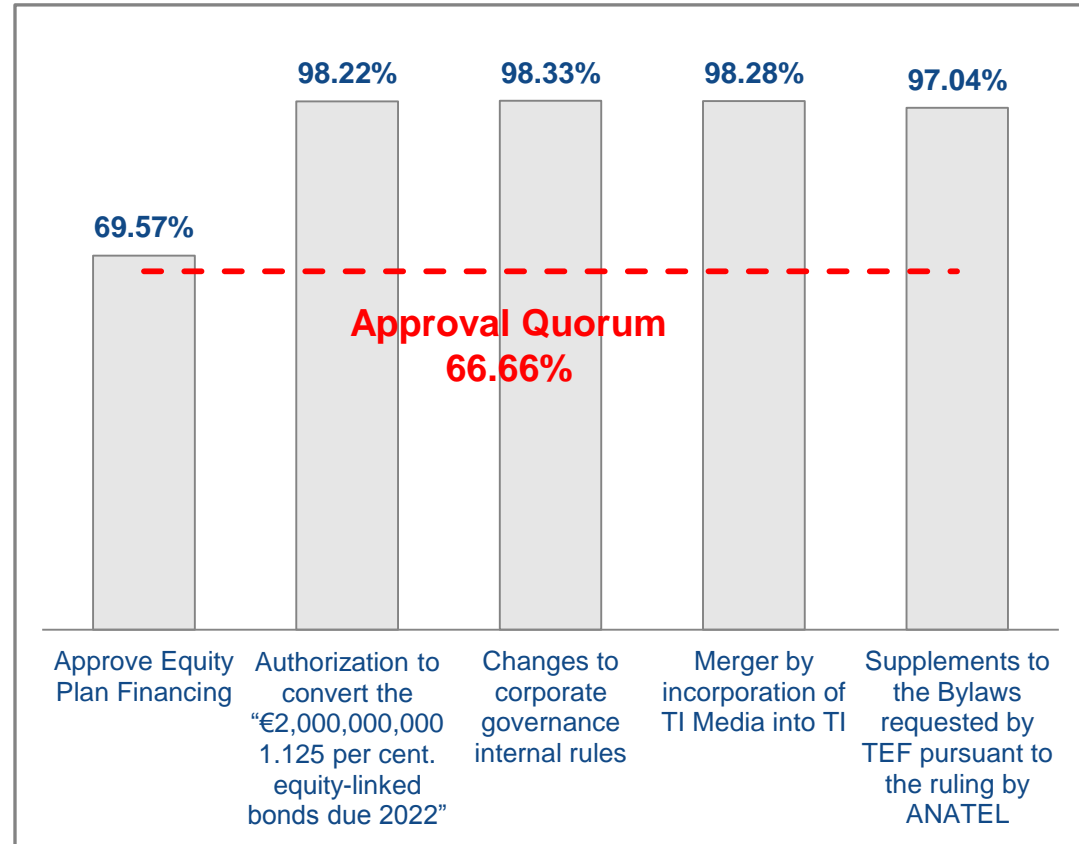 98.22%
98.33%
98.28%
97.04%
69.57%
Approval Quorum
66.66%
Approve Equity
Plan Financing
Authorization to
convert the
“€2,000,000,000
1.125 per cent.
equity-linked
bonds due 2022”
Changes to
corporate
governance
internal rules
Merger by
incorporation of
TI Media into TI
Supplements to
the Bylaws
requested by
TEF pursuant to
the ruling by
ANATEL